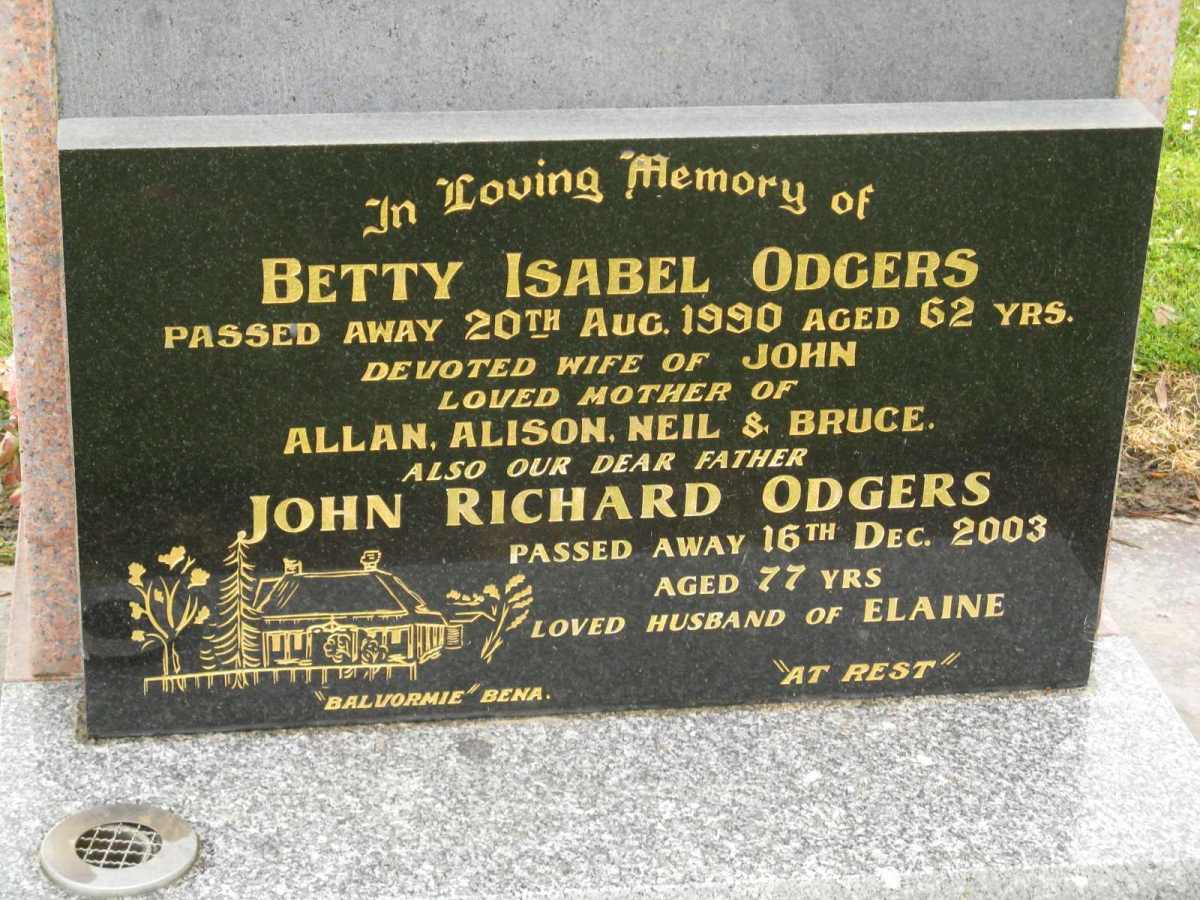 In Loving Memory of
BETTY ISABEL ODGERS
PASSED AWAY 20TH AUG. 1990 AGED 62 YRS.
DEVOTED WIFE OF JOHN
LOVED MOTHER OF
ALLAN, ALISON, NEIL & BRUCE.
ALSO OUR DEAR FATHER
JOHN RICHARD ODGERS
PASSED AWAY 16TH DEC. 2003
AGED 77 YRS
LOVED HUSBAND OF ELAINE
"BALVORMIE" BENA.
"AT REST"